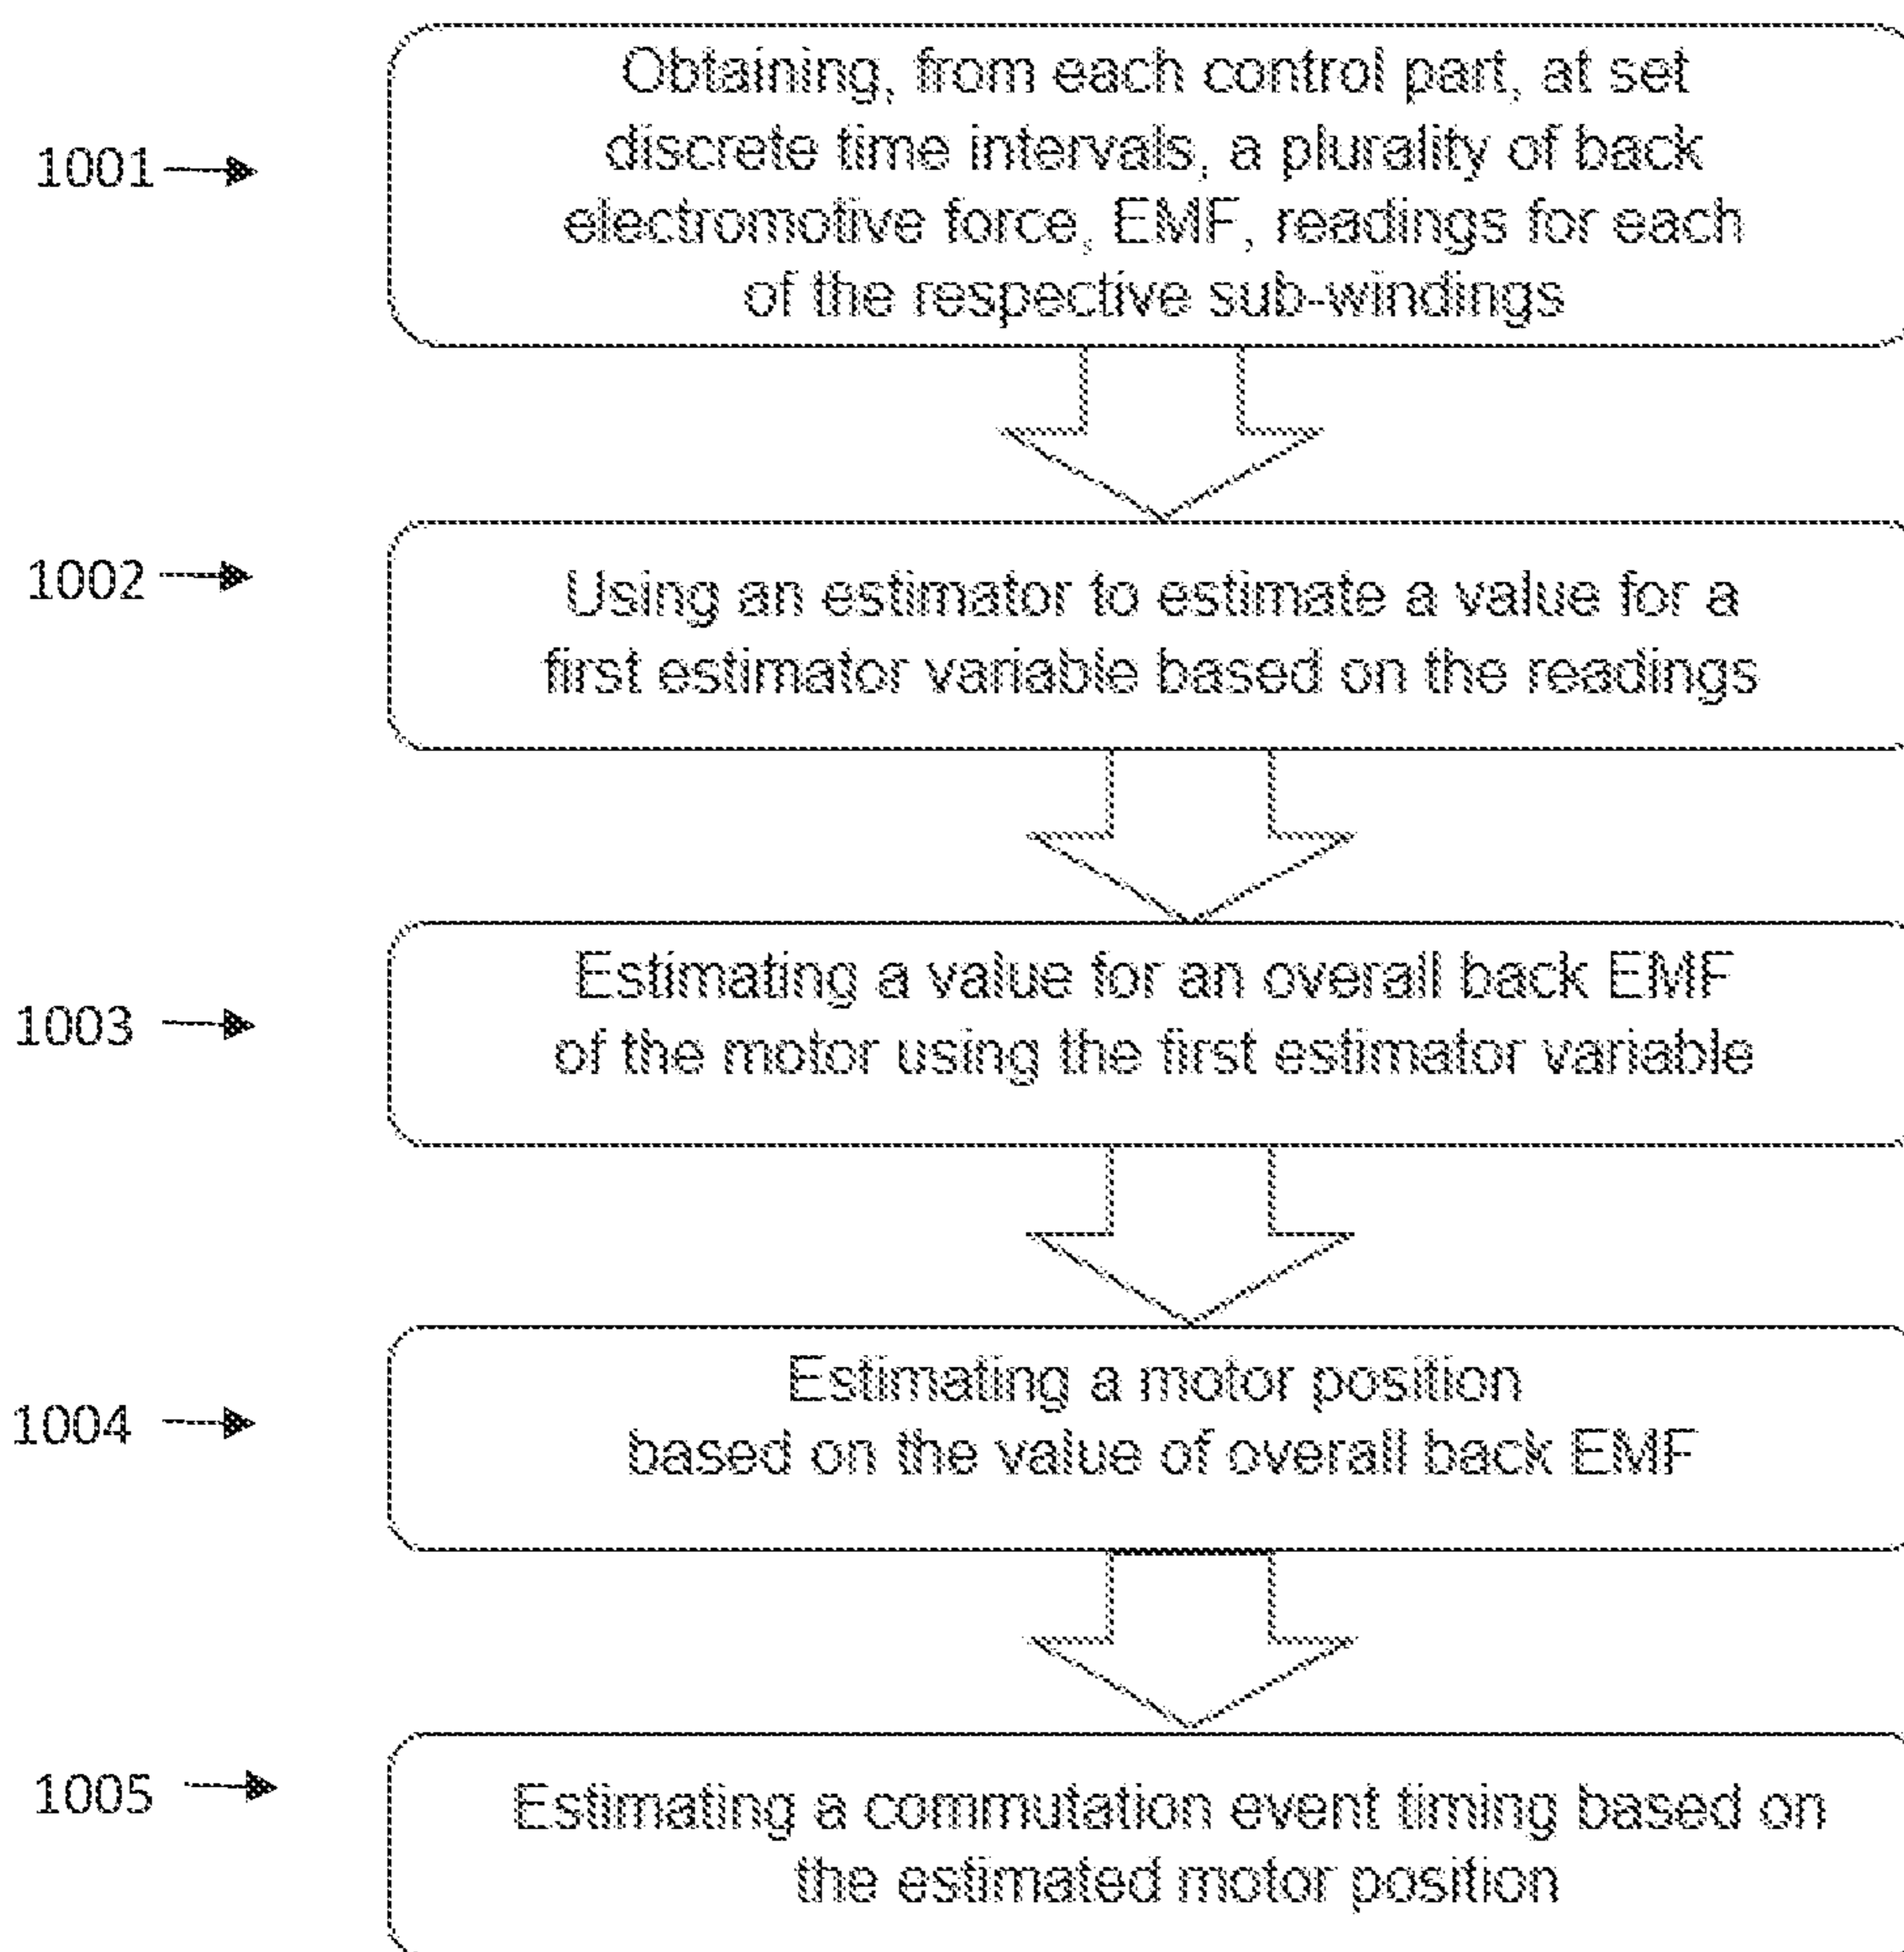 1001
Obtaining, from each control part, at set
discrete time intervals, a plurality of back
electromotive force, EMF, readings for each
of the respective sub-windings
1002
Using an estimator to estimate a value for a
first estimator variable based on the readings
1003
Estimating a value for an overall back EMF
of the motor using the first estimator variable
1004
Estimating a motor position
based on the value of overall back EMF
1005
Estimating a commutation event timing based on
the estimated motor position